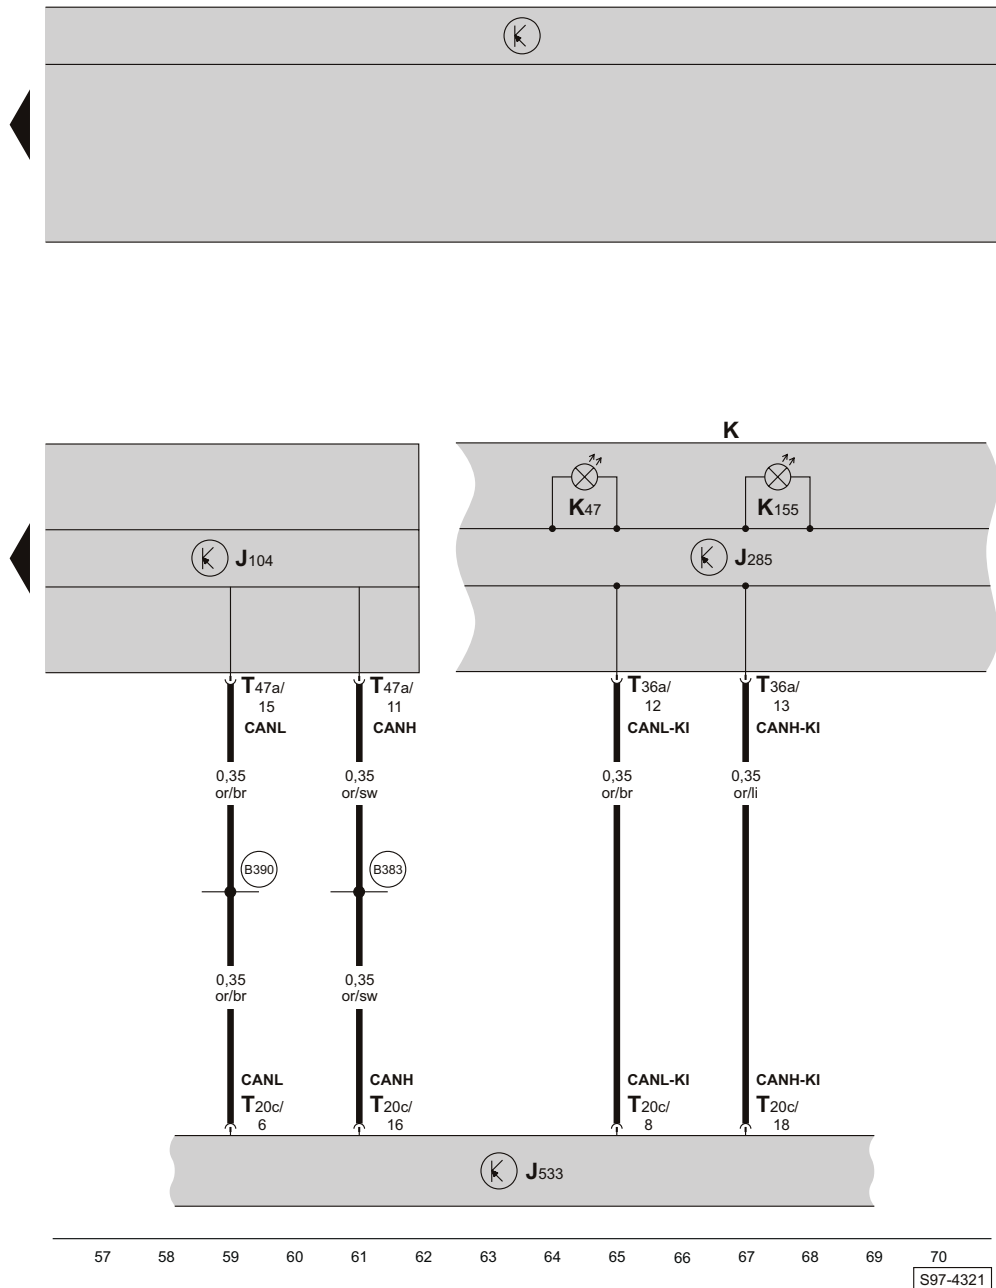 K
K47
K155
J104
J285
T47a/
15
CANL
T47a/
11
CANH
T36a/
12
CANL-KI
T36a/
13
CANH-KI
0,35
or/br
0,35
or/sw
0,35
or/br
0,35
or/li
B390
B383
0,35
or/br
0,35
or/sw
CANL
T20c/
6
CANH
T20c/
16
CANL-KI
T20c/
8
CANH-KI
T20c/
18
J533
57 58 59 60 61 62 63 64 65 66 67 68 69 70
S97-4321